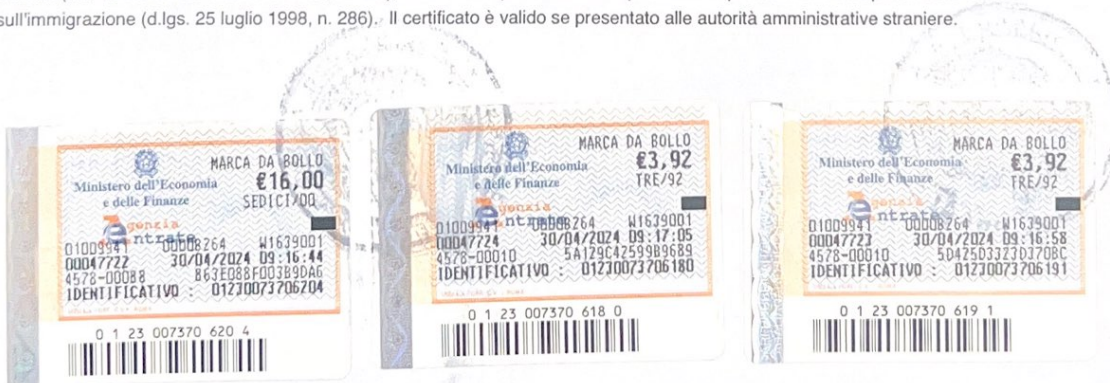 sull'immigrazione (d.lgs. 25 luglio 1998, n. 286). Il certificato è valido se presentato alle autorità amministrative straniere.
MARCA DA BOLLO
€16,00
SEDICI/00
Ministero dell'Economia
e delle Finanze
agenzia
entrate
01009941 00008264 W1639001
00047722 30/04/2024 09:16:44
4578-00088 863E088F003B9DA6
IDENTIFICATIVO : 01230073706204
0 1 23 007370 620 4
MARCA DA BOLLO
€3,92
TRE/92
Ministero dell'Economia
e delle Finanze
agenzia
entrate
01009941 00008264 W1639001
00047724 30/04/2024 09:17:05
4578-00010 5A129C42599B9689
IDENTIFICATIVO : 01230073706180
0 1 23 007370 618 0
MARCA DA BOLLO
€3,92
TRE/92
Ministero dell'Economia
e delle Finanze
agenzia
entrate
01009941 00008264 W1639001
00047723 30/04/2024 09:16:58
4578-00010 5D425D3323D370BC
IDENTIFICATIVO : 01230073706191
0 1 23 007370 619 1